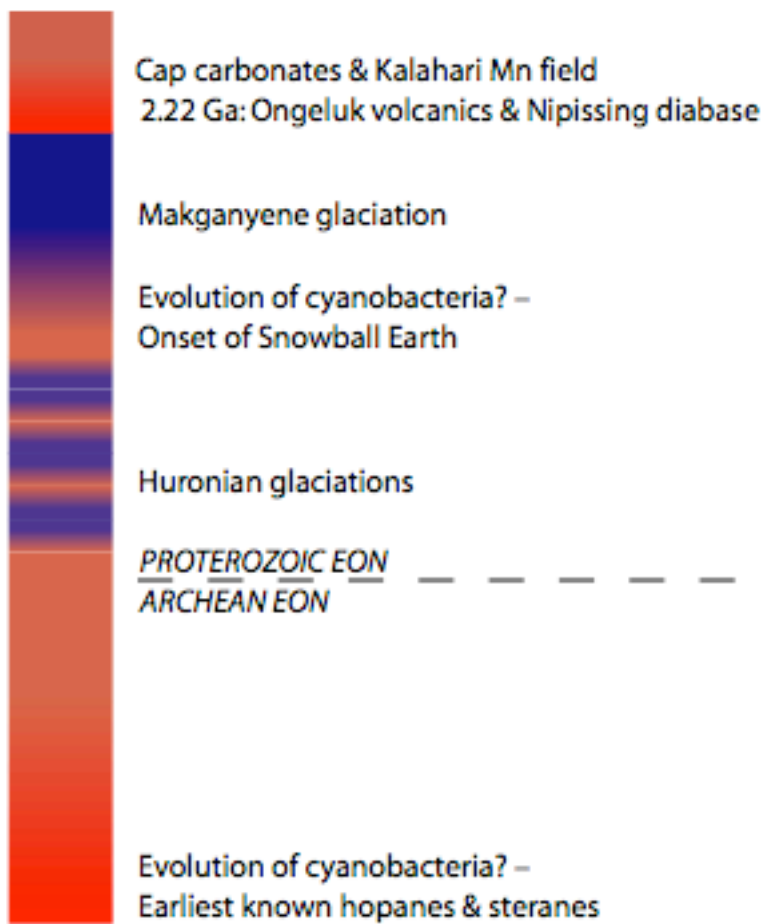 Cap carbonates & Kalahari Mn field
2.22 Ga: Ongeluk volcanics & Nipissing diabase
Makganyene glaciation
Evolution of cyanobacteria? –
Onset of Snowball Earth
Huronian glaciations
PROTEROZOIC EON
ARCHEAN EON
Evolution of cyanobacteria? –
Earliest known hopanes & steranes